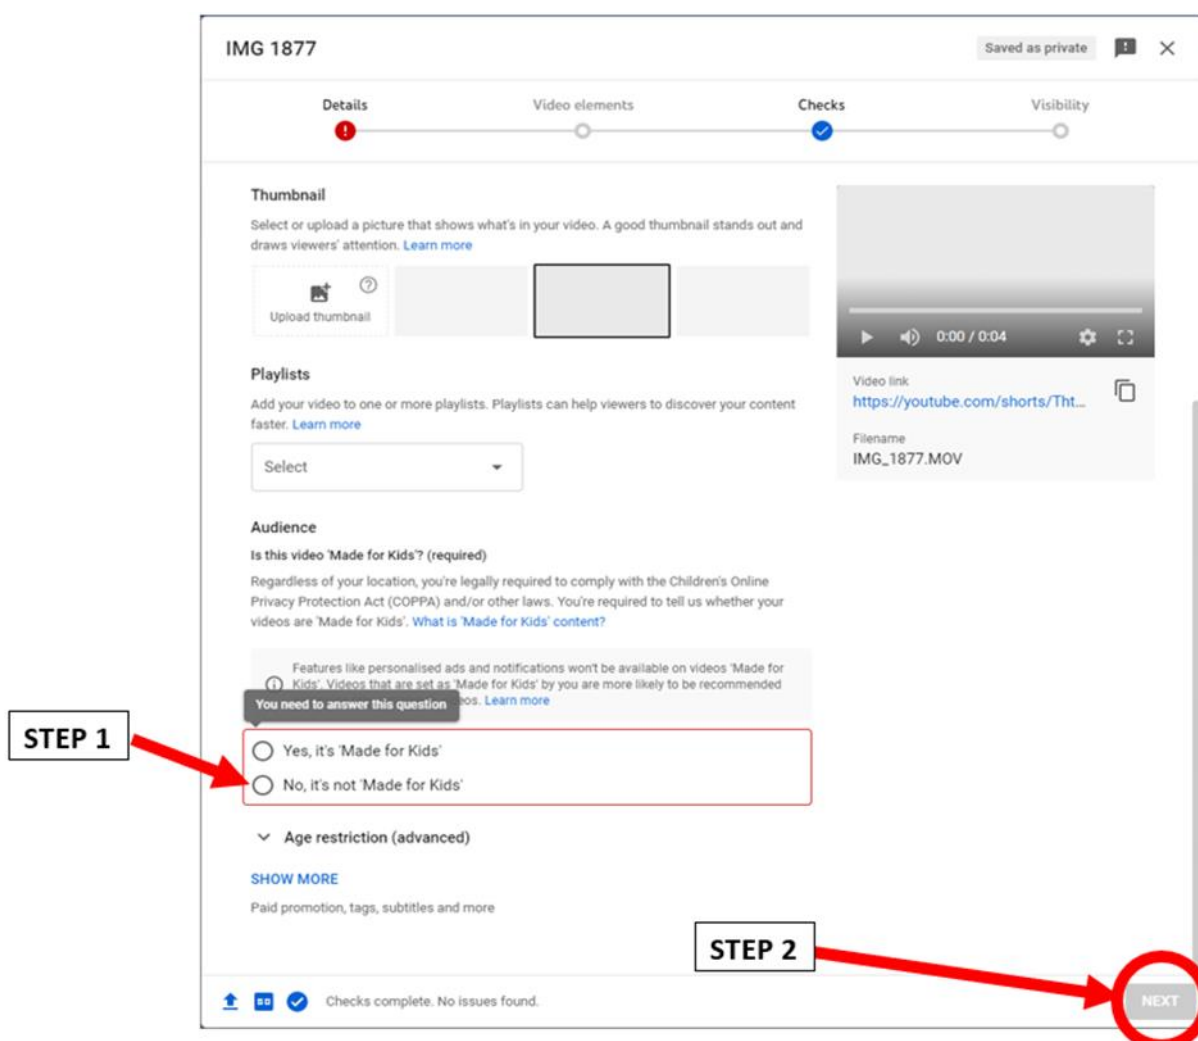 IMG 1877
Saved as private
Details
Video elements
Checks
Visibility
Thumbnail
Select or upload a picture that shows what's in your video. A good thumbnail stands out and
draws viewers' attention. Learn more
Upload thumbnail
0:00 / 0:04
Video link
https://youtube.com/shorts/Tht...
Filename
IMG_1877.MOV
Playlists
Add your video to one or more playlists. Playlists can help viewers to discover your content
faster. Learn more
Select
Audience
Is this video 'Made for Kids'? (required)
Regardless of your location, you're legally required to comply with the Children's Online
Privacy Protection Act (COPPA) and/or other laws. You're required to tell us whether your
videos are 'Made for Kids'. What is 'Made for Kids' content?
Features like personalised ads and notifications won't be available on videos 'Made for
Kids'. Videos that are set as 'Made for Kids' by you are more likely to be recommended
You need to answer this question
Learn more
STEP 1
Yes, it's 'Made for Kids'
No, it's not 'Made for Kids'
Age restriction (advanced)
SHOW MORE
Paid promotion, tags, subtitles and more
STEP 2
Checks complete. No issues found.
NEXT